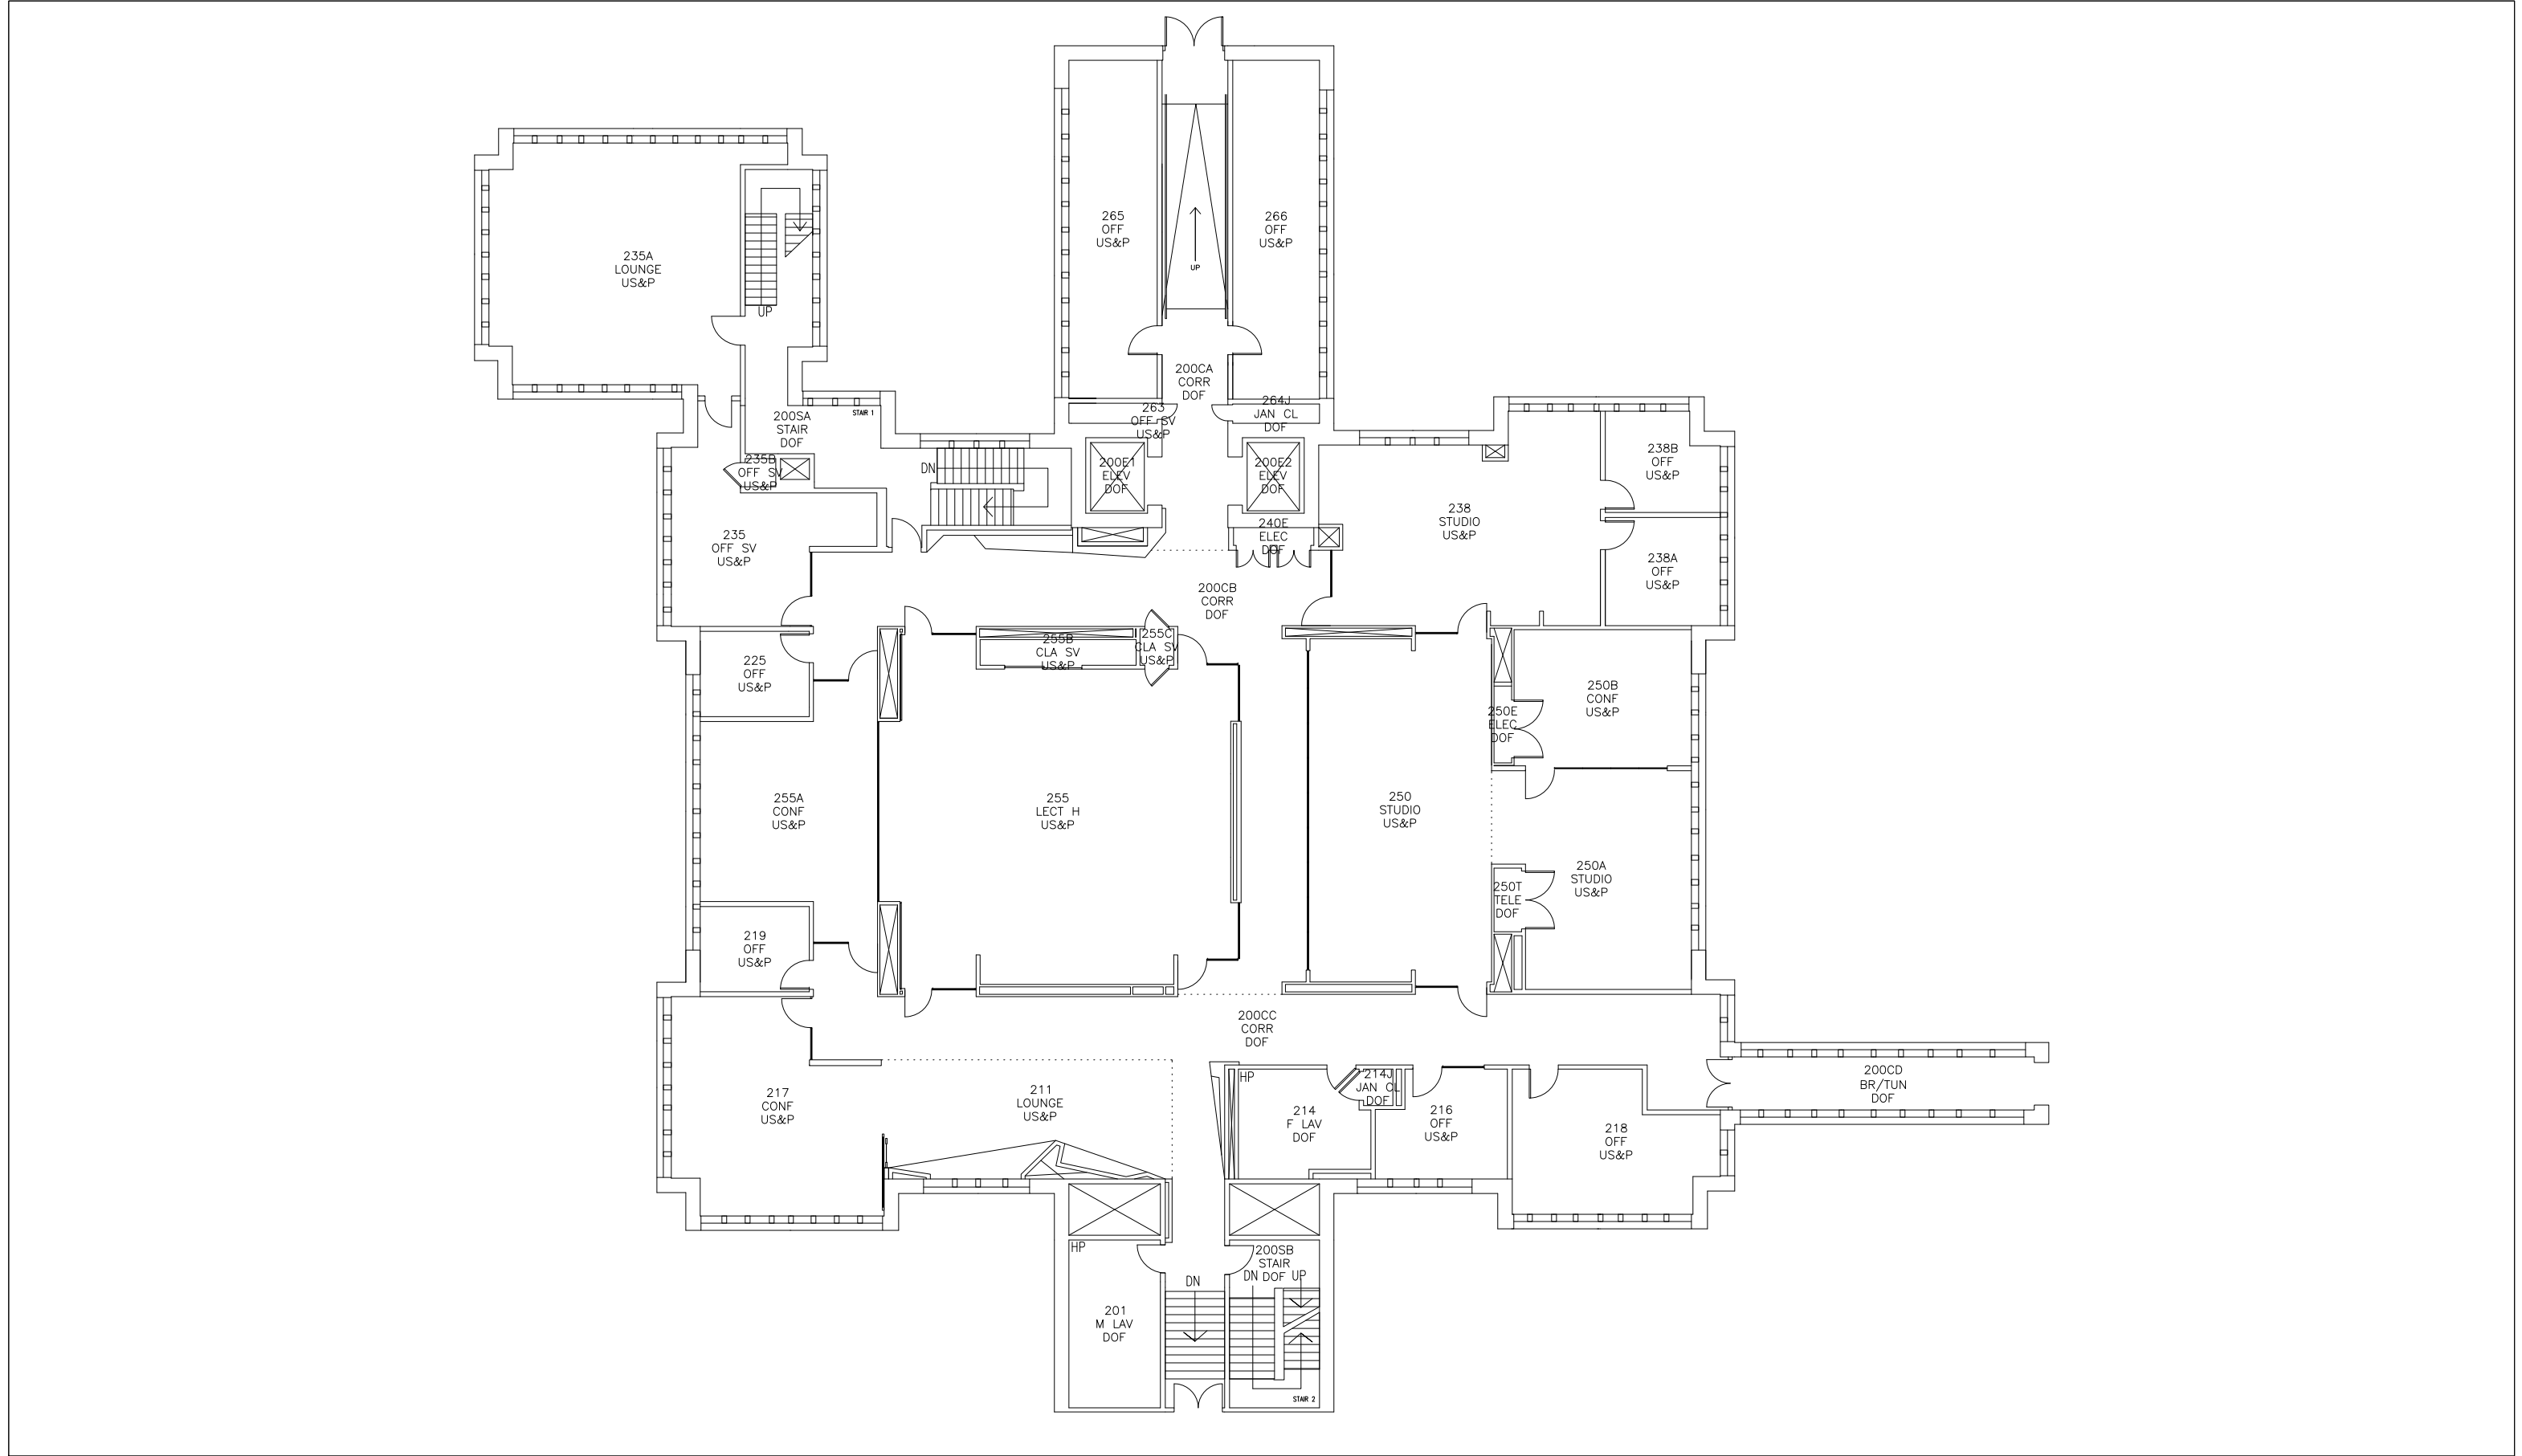 265
OFF
US&P
266
OFF
US&P
UP
235A
LOUNGE
US&P
UP
200CA
CORR
DOF
STAIR 1
200SA
STAIR
DOF
263
OFF SV
US&P
264J
JAN CL
DOF
235B
OFF SV
US&P
DN
200E1
ELEV
DOF
200E2
ELEV
DOF
238B
OFF
US&P
238
STUDIO
US&P
240E
ELEC
DOF
235
OFF SV
US&P
238A
OFF
US&P
200CB
CORR
DOF
255B
CLA SV
US&P
255C
CLA SV
US&P
225
OFF
US&P
250B
CONF
US&P
250E
ELEC
DOF
255A
CONF
US&P
255
LECT H
US&P
250
STUDIO
US&P
250A
STUDIO
US&P
250T
TELE
DOF
219
OFF
US&P
200CC
CORR
DOF
200CD
BR/TUN
DOF
HP
214J
JAN CL
DOF
217
CONF
US&P
211
LOUNGE
US&P
214
F LAV
DOF
216
OFF
US&P
218
OFF
US&P
HP
200SB
STAIR
DOF
DN
DN
UP
201
M LAV
DOF
STAIR 2